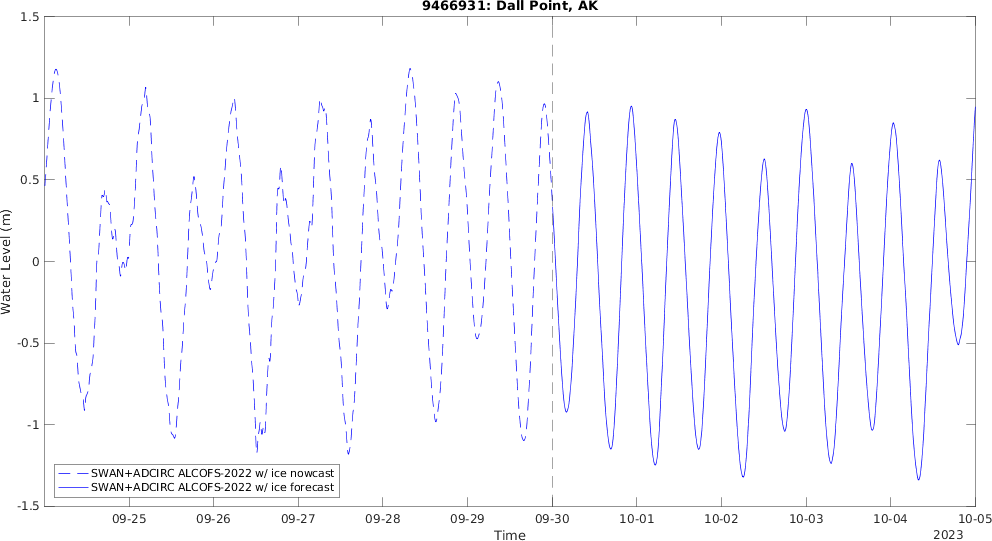 9466931: Dall Point, AK
1.5
1
0.5
0
-0.5
-1
-1.5
Water Level (m)
SWAN+ADCIRC ALCOFS-2022 w/ ice nowcast
SWAN+ADCIRC ALCOFS-2022 w/ ice forecast
09-25 09-26 09-27 09-28 09-29 09-30 10-01 10-02 10-03 10-04 10-05
Time
2023